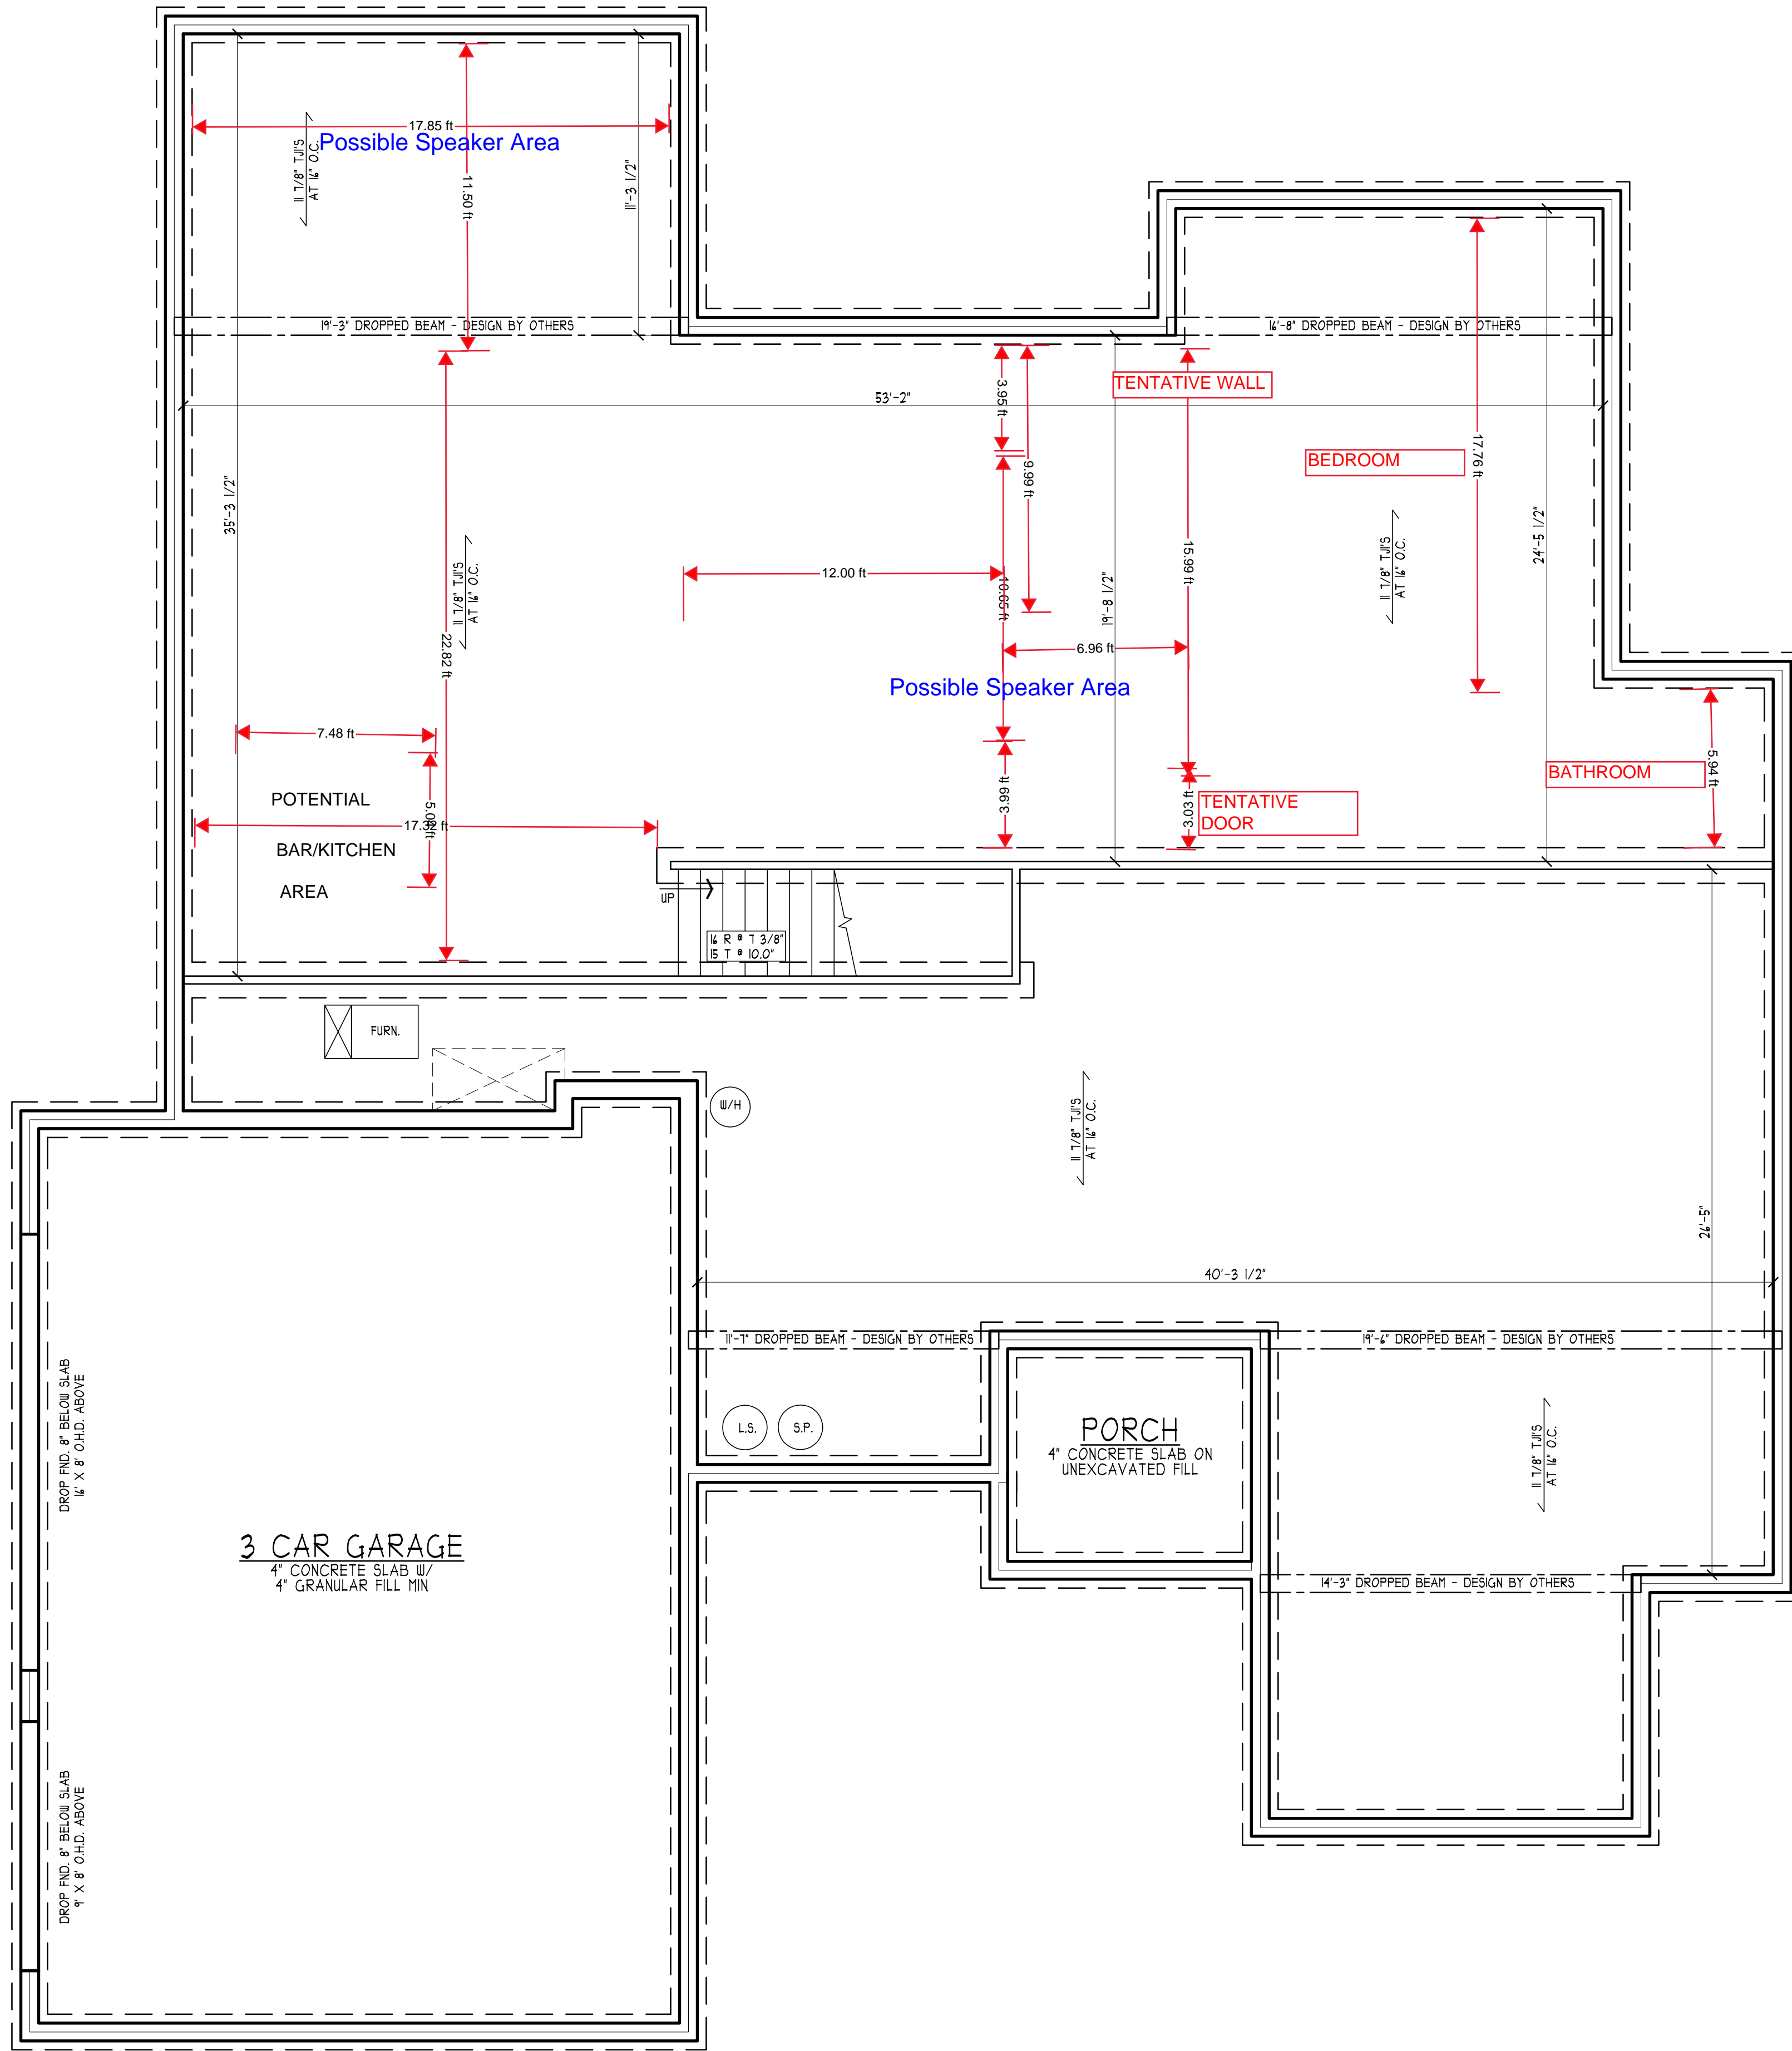 17.85 ft
Possible Speaker Area
11 7/8" TJI'S
AT 16" O.C.
11.50 ft
11'-3 1/2"
19'-3" DROPPED BEAM - DESIGN BY OTHERS
16'-8" DROPPED BEAM - DESIGN BY OTHERS
53'-2"
3.95 ft
TENTATIVE WALL
BEDROOM
17.76 ft
35'-3 1/2"
9.99 ft
11 7/8" TJI'S
AT 16" O.C.
12.00 ft
10.65 ft
19'-8 1/2"
15.99 ft
11 7/8" TJI'S
AT 16" O.C.
24'-5 1/2"
22.82 ft
6.96 ft
Possible Speaker Area
7.48 ft
POTENTIAL
17.32 ft
BAR/KITCHEN
AREA
3.99 ft
3.03 ft
TENTATIVE
DOOR
BATHROOM
5.94 ft
UP
16 R @ 7 3/8"
15 T @ 10.0"
FURN.
W/H
11 7/8" TJI'S
AT 16" O.C.
26'-5"
40'-3 1/2"
11'-7" DROPPED BEAM - DESIGN BY OTHERS
19'-6" DROPPED BEAM - DESIGN BY OTHERS
DROP FND. 8" BELOW SLAB
16' X 8' O.H.D. ABOVE
L.S.
S.P.
PORCH
4" CONCRETE SLAB ON
UNEXCAVATED FILL
11 7/8" TJI'S
AT 16" O.C.
3 CAR GARAGE
4" CONCRETE SLAB W/
4" GRANULAR FILL MIN
14'-3" DROPPED BEAM - DESIGN BY OTHERS
DROP FND. 8" BELOW SLAB
9' X 8' O.H.D. ABOVE